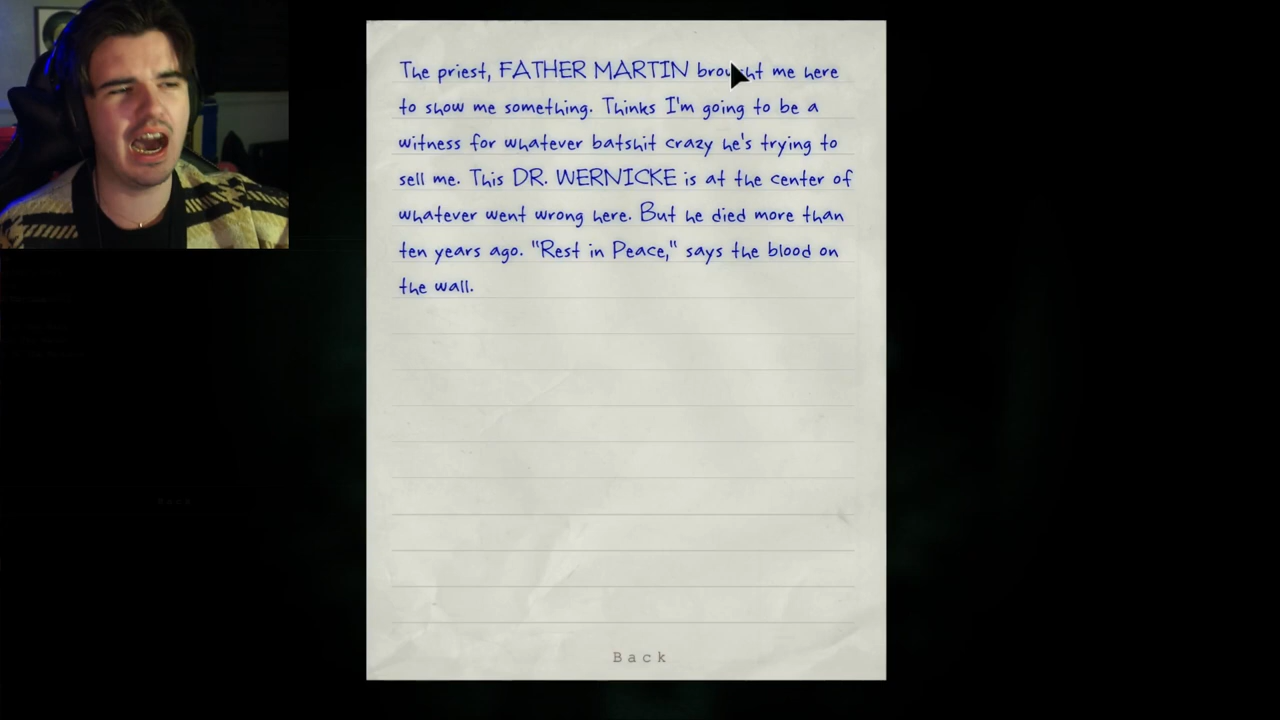 The priest, FATHER MARTIN brought me here
to show me something. Thinks I'm going to be a
witness for whatever batshit crazy he's trying to
sell me. This DR. WERNICKE is at the center of
whatever went wrong here. But he died more than
ten years ago. "Rest in Peace," says the blood on
the wall.
Back